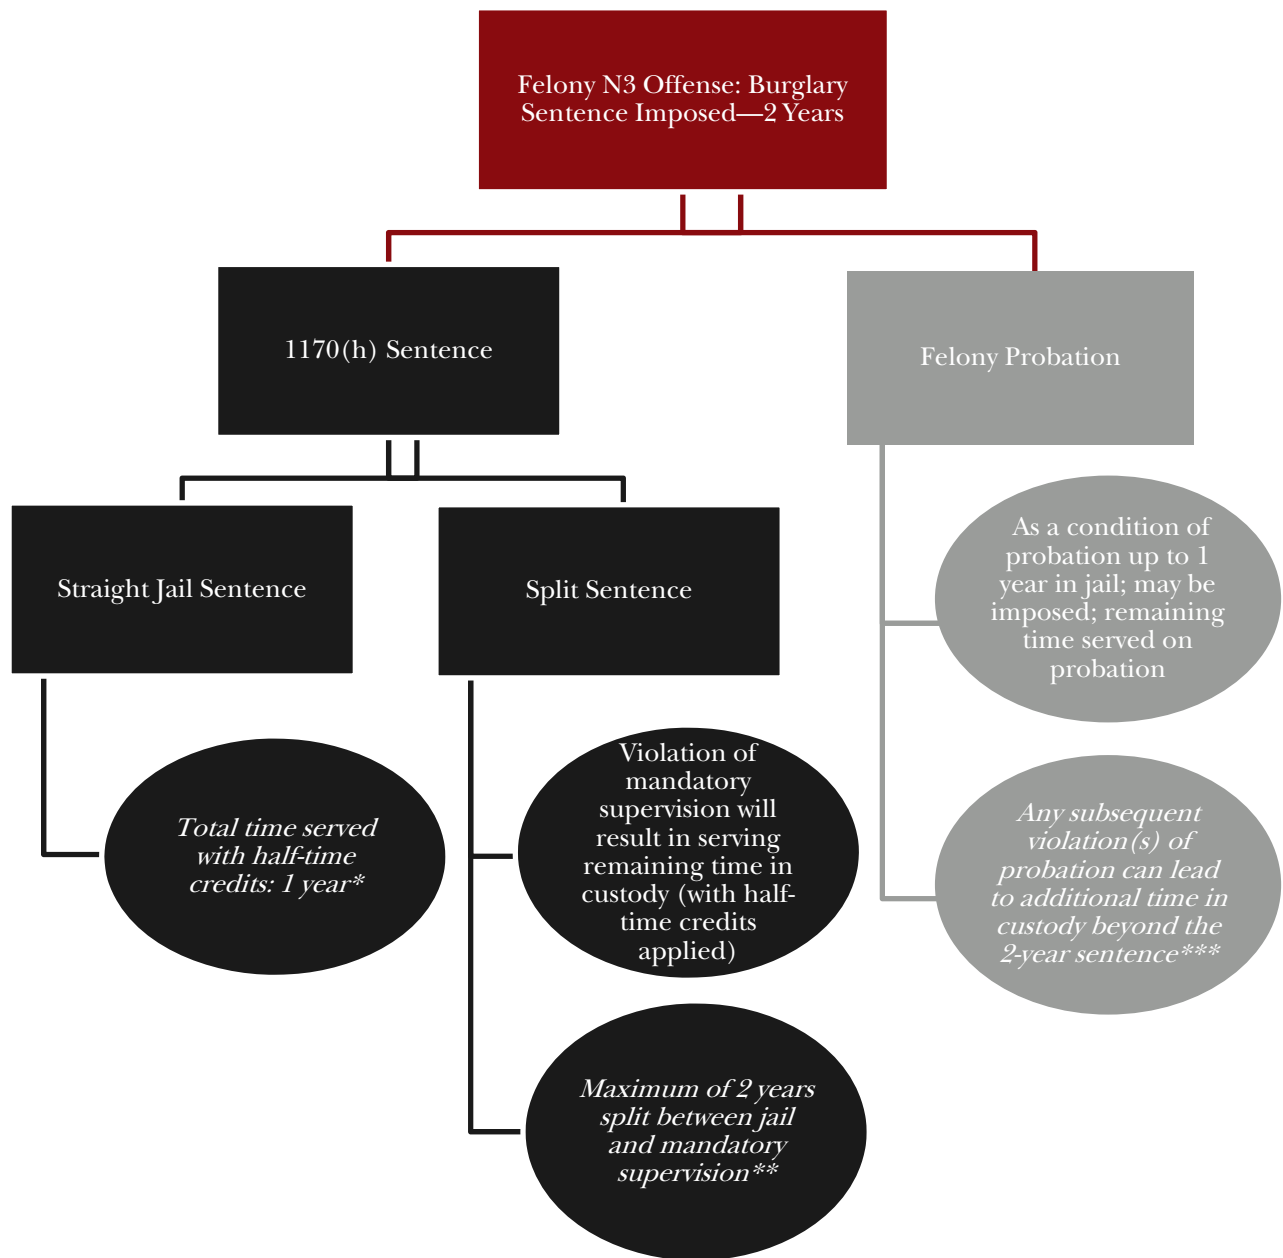 Felony N3 Offense: Burglary
Sentence Imposed—2 Years
1170(h) Sentence
Felony Probation
Straight Jail Sentence
Split Sentence
As a condition of
probation up to 1
year in jail; may be
imposed; remaining
time served on
probation
Total time served
with half-time
credits: 1 year*
Violation of
mandatory
supervision will
result in serving
remaining time in
custody (with half-
time credits
applied)
Any subsequent
violation(s) of
probation can lead
to additional time in
custody beyond the
2-year sentence***
Maximum of 2 years
split between jail
and mandatory
supervision**